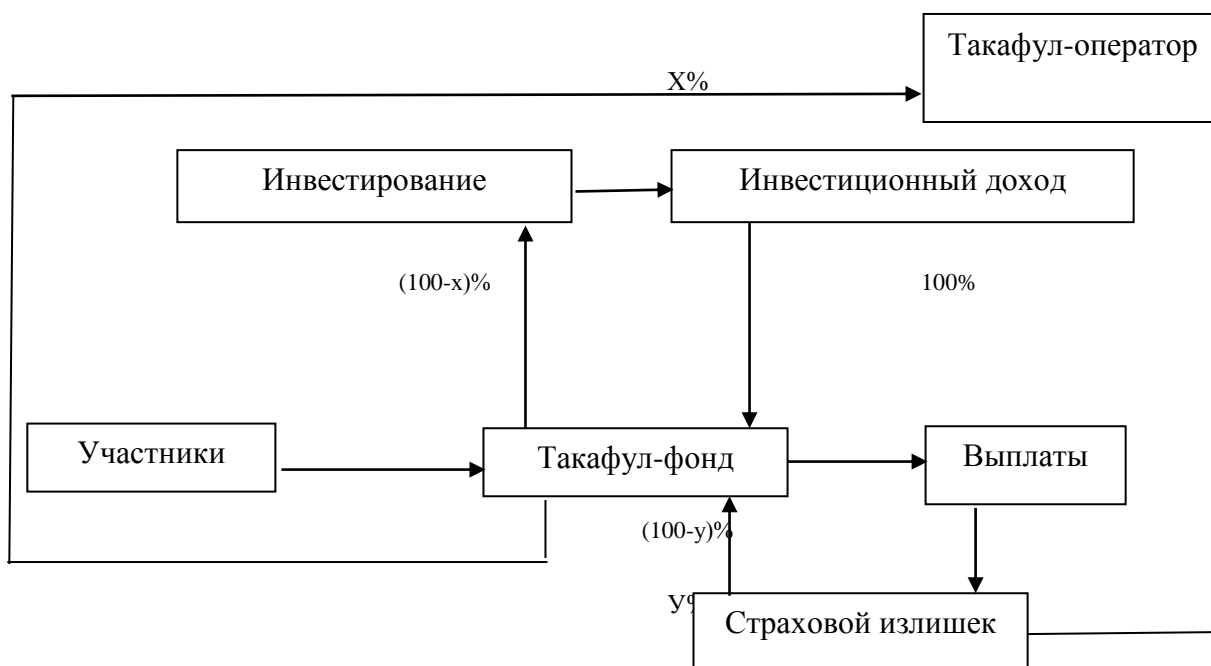 Такафул-оператор
X%
Инвестирование
Инвестиционный доход
(100-x)%
100%
Участники
Такафул-фонд
Выплаты
(100-y)%
Страховой излишек